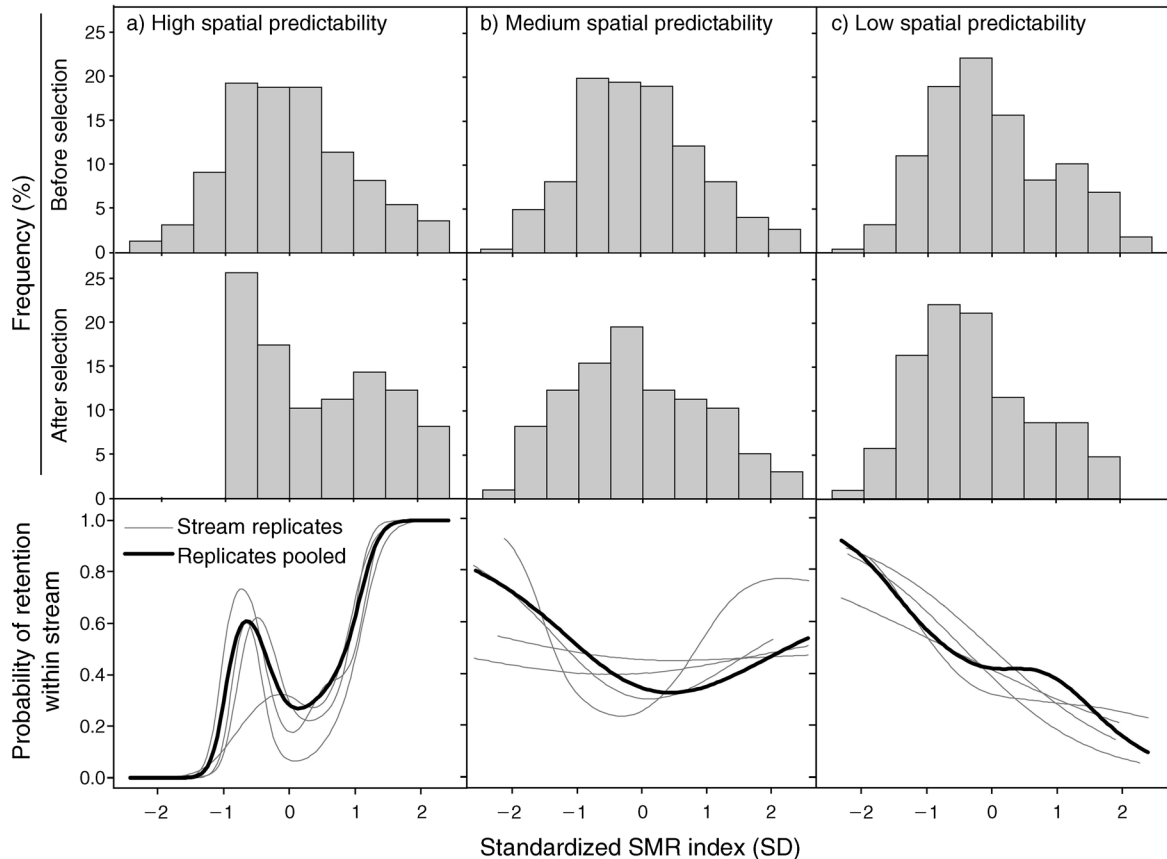 a) High spatial predictability
b) Medium spatial predictability
c) Low spatial predictability
Frequency (%)
Before selection
25
20
15
10
5
0
After selection
25
20
15
10
5
0
Probability of retention
within stream
1.0
0.8
0.6
0.4
0.2
0.0
Stream replicates
Replicates pooled
−2 −1 0 1 2
−2 −1 0 1 2
−2 −1 0 1 2
Standardized SMR index (SD)